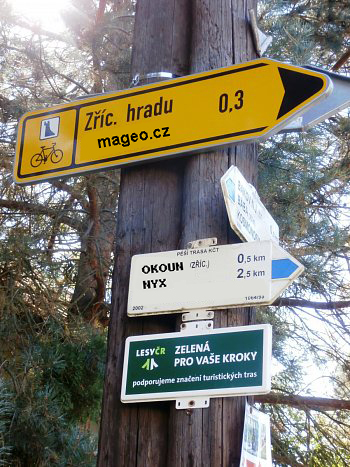 Zříc. hradu 0,3
mageo.cz
PĚŠÍ TRASA KČT
OKOUN (ZŘÍC.) 0,5 KM
NYX 2,5 KM
2002
LESYČR ZELENÁ
PRO VAŠE KROKY
podporujeme značení turistických tras